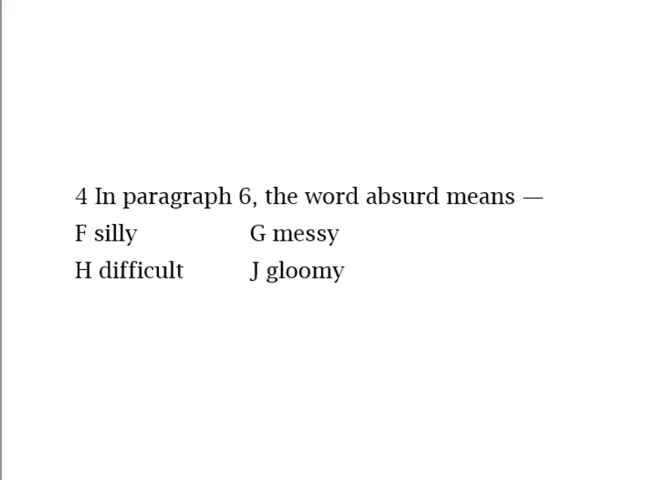 4 In paragraph 6, the word absurd means —
F silly G messy
H difficult J gloomy